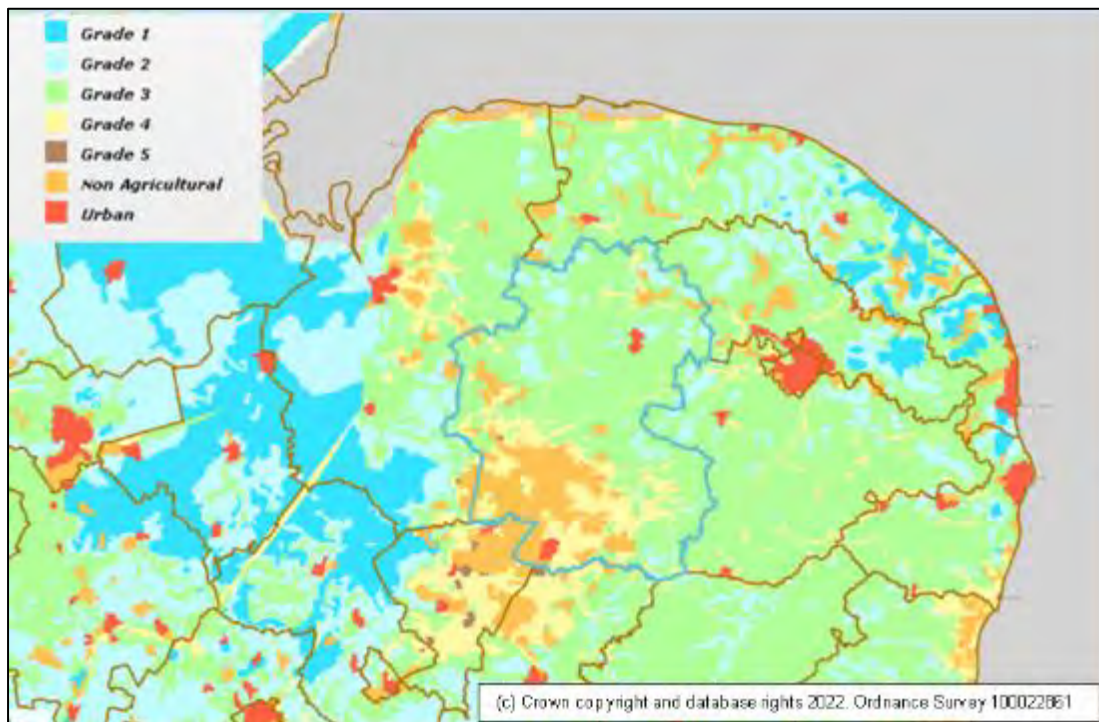 Grade 1
Grade 2
Grade 3
Grade 4
Grade 5
Non Agricultural
Urban
(c) Crown copyright and database rights 2022. Ordnance Survey 100022861